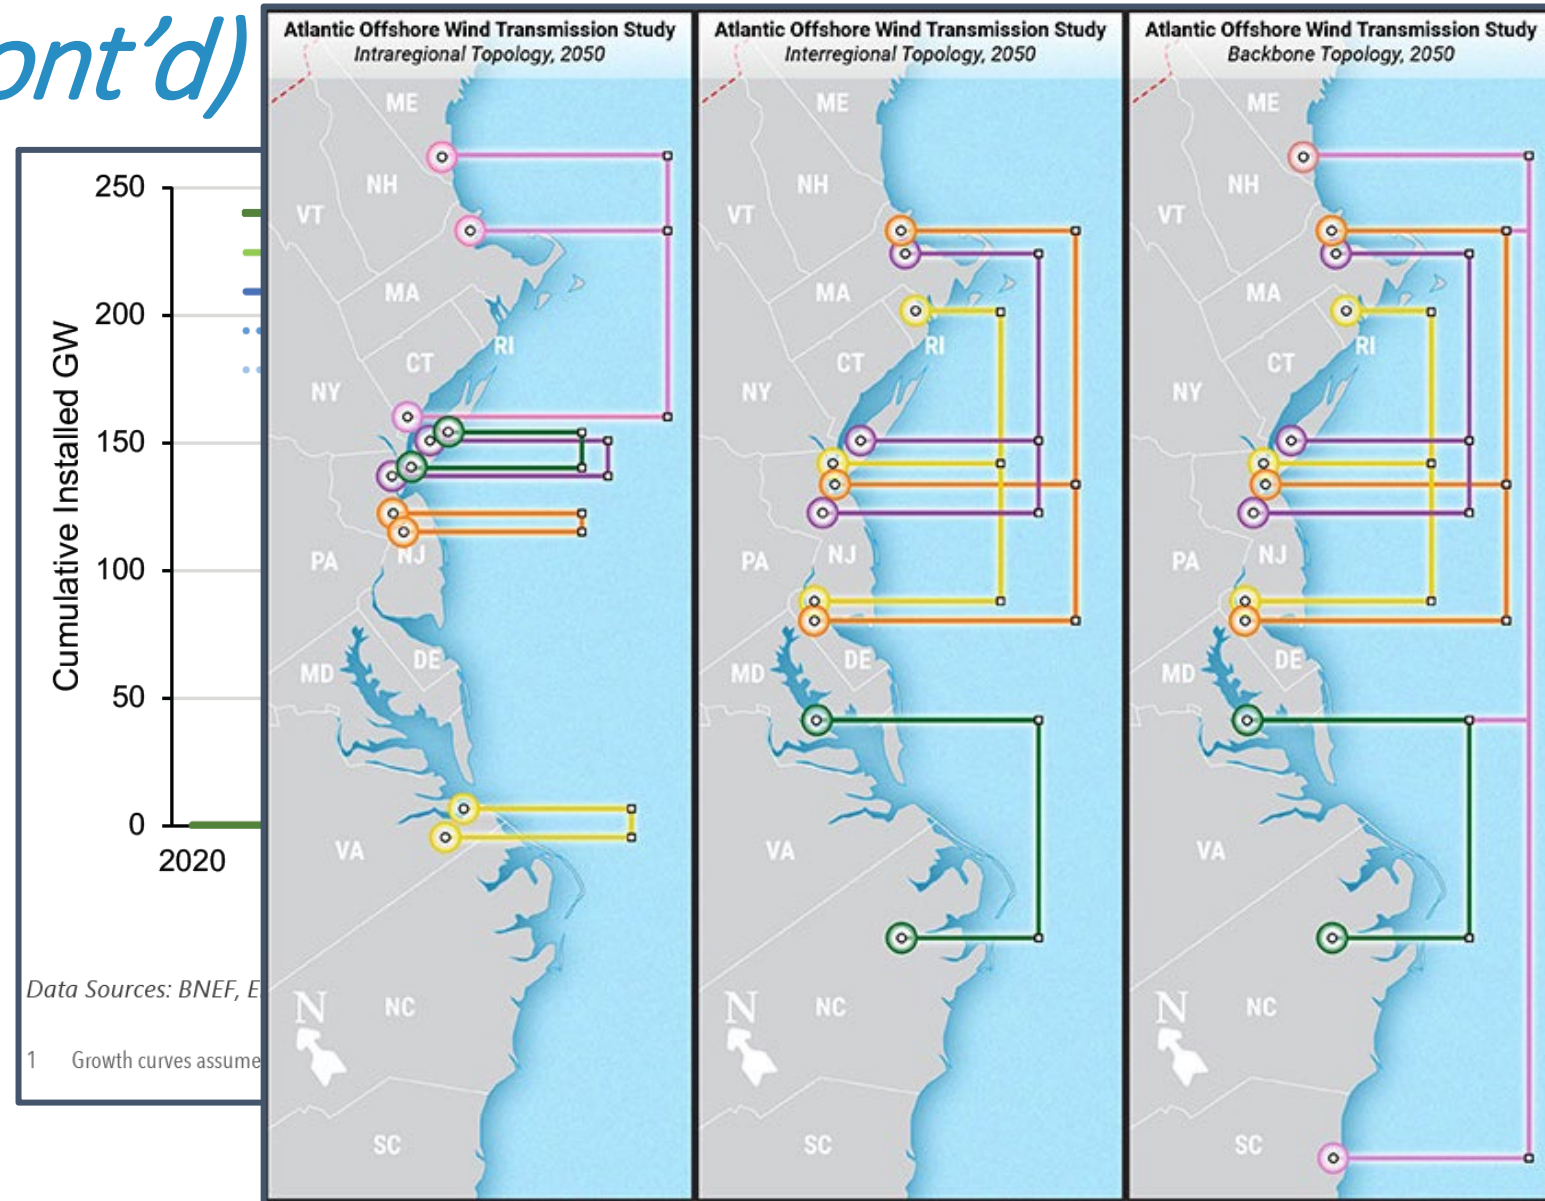 ont'd)
250
200
150
100
50
0
2020
Cumulative Installed GW
Data Sources: BNEF, E
1 Growth curves assume
Atlantic Offshore Wind Transmission Study
Intraregional Topology, 2050
ME
NH
VT
MA
RI
CT
NY
PA
NJ
DE
MD
VA
N
NC
SC
Atlantic Offshore Wind Transmission Study
Interregional Topology, 2050
ME
NH
VT
MA
RI
CT
NY
PA
NJ
DE
MD
VA
N
NC
SC
Atlantic Offshore Wind Transmission Study
Backbone Topology, 2050
ME
NH
VT
MA
RI
CT
NY
PA
NJ
DE
MD
VA
N
NC
SC